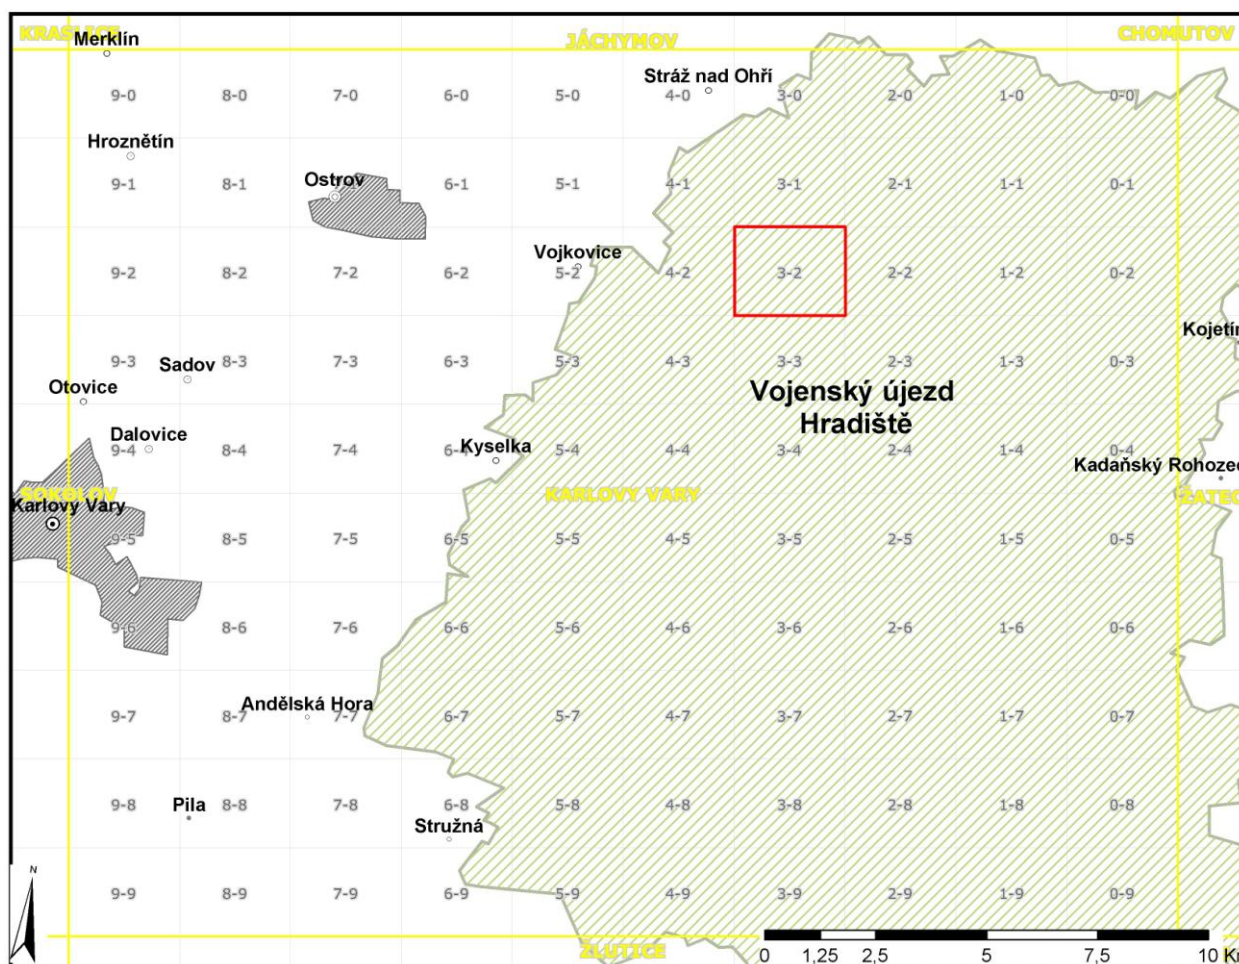 KRASLICE
Merklín
JÁCHYMOV
CHOMUTOV
Stráž nad Ohří
9-0 8-0 7-0 6-0 5-0 4-0 3-0 2-0 1-0 0-0
Hroznětín
Ostrov
9-1 8-1 6-1 5-1 4-1 3-1 2-1 1-1 0-1
Vojkovice
9-2 8-2 7-2 6-2 5-2 4-2 3-2 2-2 1-2 0-2
Kojetín
Sadov
9-3 8-3 7-3 6-3 5-3 4-3 3-3 2-3 1-3 0-3
Otovice
Vojenský újezd
Hradiště
Dalovice
Kyselka
9-4 8-4 7-4 6-4 5-4 4-4 3-4 2-4 1-4 0-4
Kadaňský Rohozec
SOKOLOV
KARLOVY VARY
ŽATEC
Karlovy Vary
9-5 8-5 7-5 6-5 5-5 4-5 3-5 2-5 1-5 0-5
9-6 8-6 7-6 6-6 5-6 4-6 3-6 2-6 1-6 0-6
Andělská Hora
9-7 8-7 7-7 6-7 5-7 4-7 3-7 2-7 1-7 0-7
Pila
9-8 8-8 7-8 6-8 5-8 4-8 3-8 2-8 1-8 0-8
Stružná
N
9-9 8-9 7-9 6-9 5-9 4-9 3-9 2-9 1-9 0-9
ŽLUTICE
0 1,25 2,5 5 7,5 10